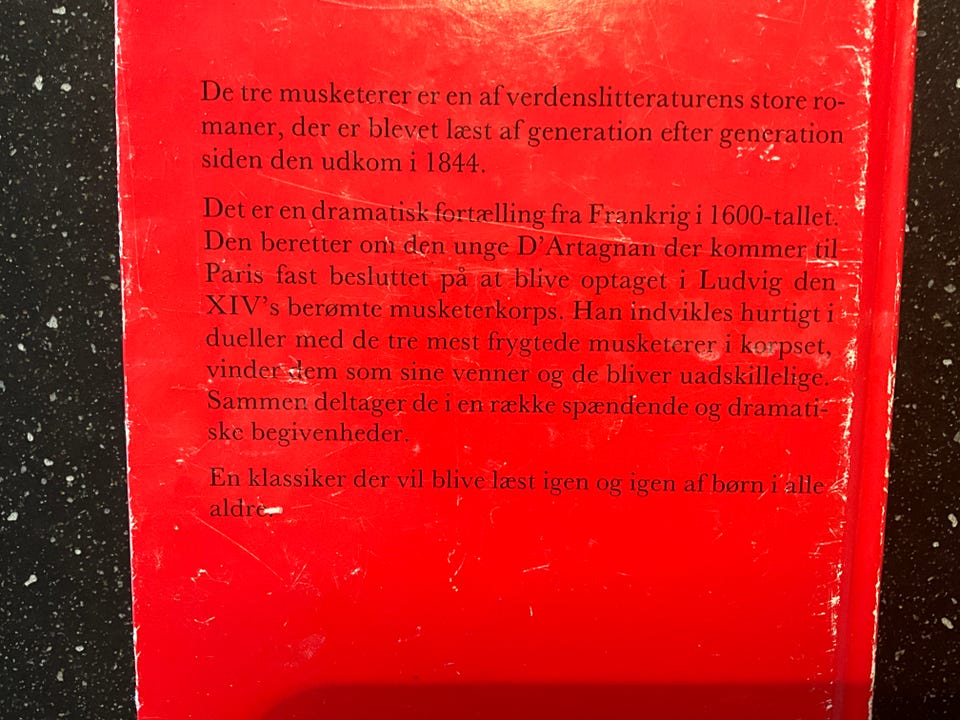 De tre musketerer er en af verdenslitteraturens store ro-
maner, der er blevet læst af generation efter generation
siden den udkom i 1844.
Det er en dramatisk fortælling fra Frankrig i 1600-tallet.
Den beretter om den unge D'Artagnan der kommer til
Paris fast besluttet på at blive optaget i Ludvig den
XIV's berømte musketerkorps. Han indvikles hurtigt i
dueller med de tre mest frygtede musketerer i korpset,
vinder dem som sine venner og de bliver uadskillelige.
Sammen deltager de i en række spændende og dramati-
ske begivenheder.
En klassiker der vil blive læst igen og igen af børn i alle
aldre.